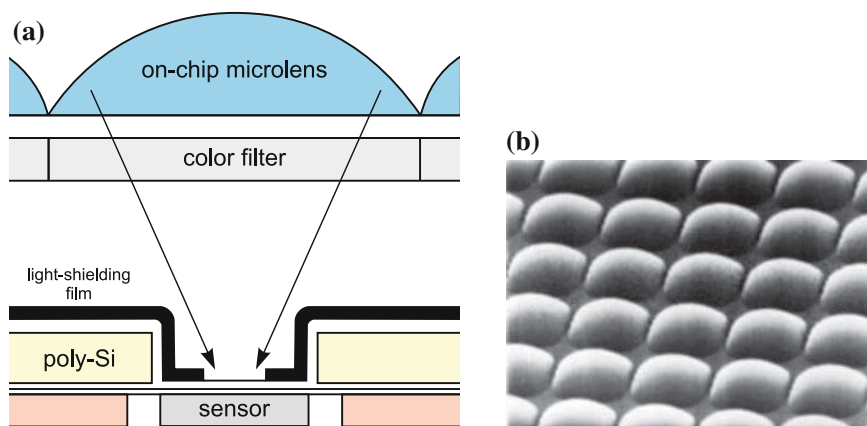 (a)
on-chip microlens
color filter
(b)
light-shielding
film
poly-Si
sensor